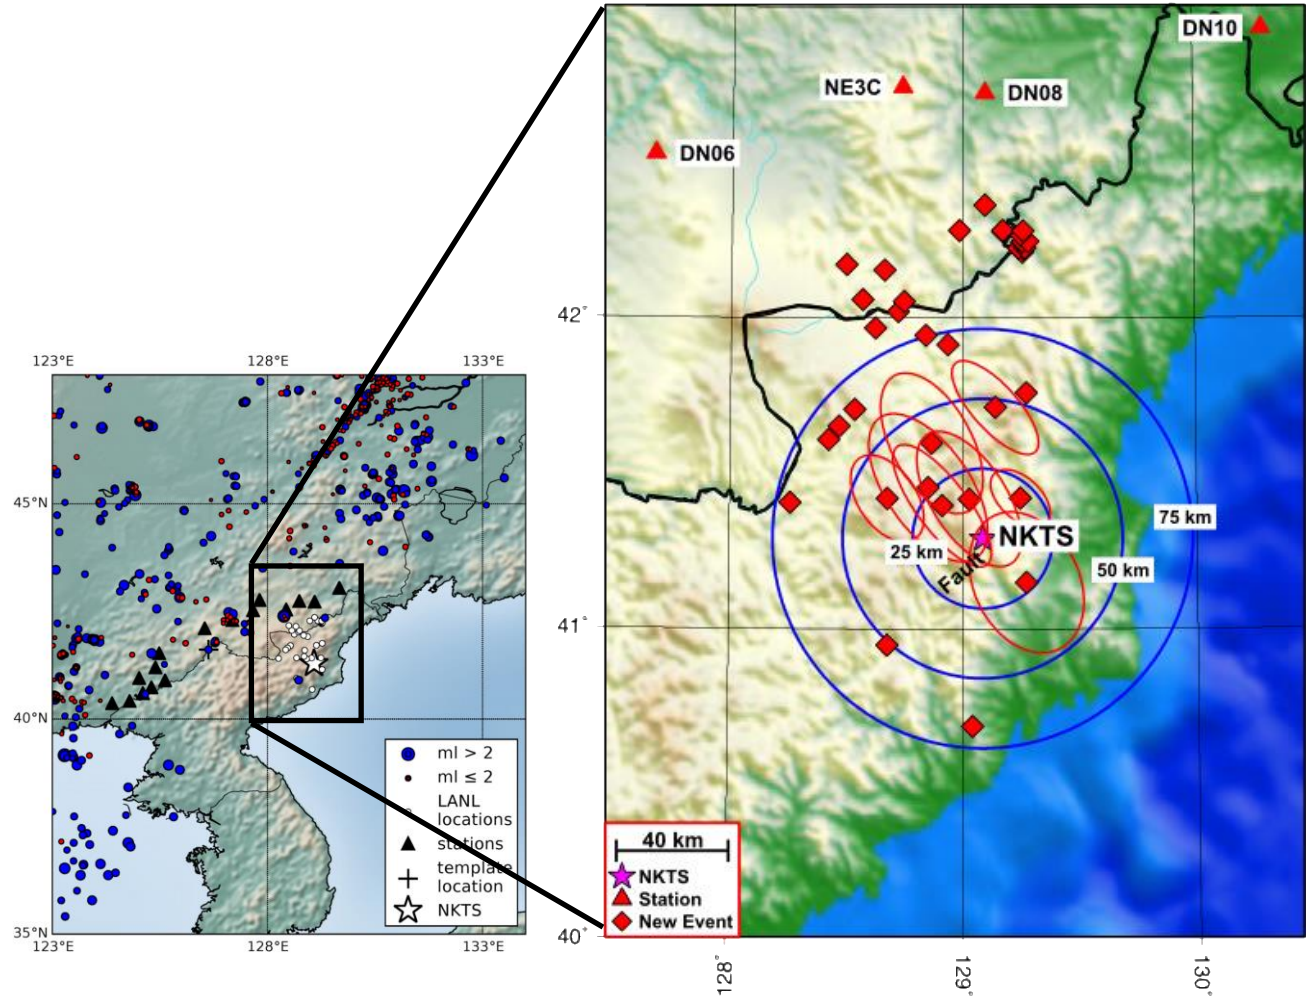 DN10
NE3C
DN08
DN06
42°
123°E
128°E
133°E
45°N
NKTS
75 km
25 km
50 km
Fault
41°
40°N
ml > 2
ml ≤ 2
LANL
locations
stations
template
location
NKTS
40 km
NKTS
Station
New Event
35°N
40°
123°E
128°E
133°E
128°
129°
130°